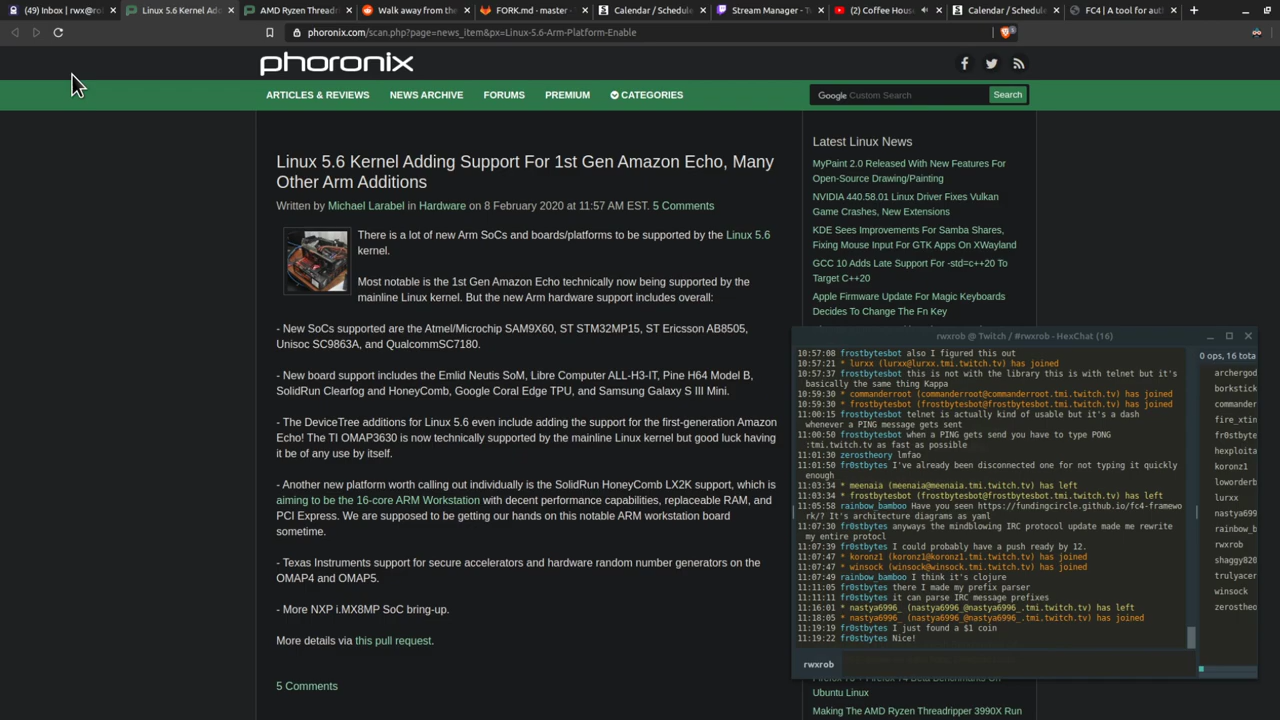 (49) Inbox | rwx@ro
Linux 5.6 Kernel Add
AMD Ryzen Threadri
Walk away from the
FORK.md - master
Calendar / Schedule
Stream Manager - Tw
(2) Coffee House
Calendar / Schedule
FC4 | A tool for aut
phoronix.com/scan.php?page=news_item&px=Linux-5.6-Arm-Platform-Enable
phoronix
ARTICLES & REVIEWS
NEWS ARCHIVE
FORUMS
PREMIUM
CATEGORIES
Google Custom Search
Search
Linux 5.6 Kernel Adding Support For 1st Gen Amazon Echo, Many
Other Arm Additions
Written by Michael Larabel in Hardware on 8 February 2020 at 11:57 AM EST. 5 Comments
There is a lot of new Arm SoCs and boards/platforms to be supported by the Linux 5.6
kernel.
Most notable is the 1st Gen Amazon Echo technically now being supported by the
mainline Linux kernel. But the new Arm hardware support includes overall:
- New SoCs supported are the Atmel/Microchip SAM9X60, ST STM32MP15, ST Ericsson AB8505,
Unisoc SC9863A, and QualcommSC7180.
- New board support includes the Emlid Neutis SoM, Libre Computer ALL-H3-IT, Pine H64 Model B,
SolidRun Clearfog and HoneyComb, Google Coral Edge TPU, and Samsung Galaxy S III Mini.
- The DeviceTree additions for Linux 5.6 even include adding the support for the first-generation Amazon
Echo! The TI OMAP3630 is now technically supported by the mainline Linux kernel but good luck having
it be of any use by itself.
- Another new platform worth calling out individually is the SolidRun HoneyComb LX2K support, which is
aiming to be the 16-core ARM Workstation with decent performance capabilities, replaceable RAM, and
PCI Express. We are supposed to be getting our hands on this notable ARM workstation board
sometime.
- Texas Instruments support for secure accelerators and hardware random number generators on the
OMAP4 and OMAP5.
- More NXP i.MX8MP SoC bring-up.
More details via this pull request.
5 Comments
Latest Linux News
MyPaint 2.0 Released With New Features For
Open-Source Drawing/Painting
NVIDIA 440.58.01 Linux Driver Fixes Vulkan
Game Crashes, New Extensions
KDE Sees Improvements For Samba Shares,
Fixing Mouse Input For GTK Apps On XWayland
GCC 10 Adds Late Support For -std=c++20 To
Target C++20
Apple Firmware Update For Magic Keyboards
Decides To Change The Fn Key
rwxrob @ Twitch / #rwxrob - HexChat (16)
10:57:08 frostbytesbot also I figured this out
10:57:21 * lurxx (lurxx@lurxx.tmi.twitch.tv) has joined
10:57:37 frostbytesbot this is not with the library this is with telnet but it's
basically the same thing Kappa
10:59:30 * commanderroot (commanderroot@commanderroot.tmi.twitch.tv) has joined
10:59:30 * frostbytesbot (frostbytesbot@frostbytesbot.tmi.twitch.tv) has joined
11:00:15 frostbytesbot telnet is actually kind of usable but it's a dash
whenever a PING message gets sent
11:00:50 frostbytesbot when a PING gets send you have to type PONG
:tmi.twitch.tv as fast as possible
11:01:30 zerostheory lmfao
11:01:50 fr0stbytes I've already been disconnected one for not typing it quickly
enough
11:03:34 * meenaia (meenaia@meenaia.tmi.twitch.tv) has left
11:03:34 * frostbytesbot (frostbytesbot@frostbytesbot.tmi.twitch.tv) has left
11:05:58 rainbow_bamboo Have you seen https://fundingcircle.github.io/fc4-framewo
rk/? It's architecture diagrams as yaml
11:07:30 fr0stbytes anyways the mindblowing IRC protocol update made me rewrite
my entire protocl
11:07:39 fr0stbytes I could probably have a push ready by 12.
11:07:47 * koronz1 (koronz1@koronz1.tmi.twitch.tv) has joined
11:07:47 * winsock (winsock@winsock.tmi.twitch.tv) has joined
11:07:49 rainbow_bamboo I think it's clojure
11:11:05 fr0stbytes there I made my prefix parser
11:11:11 fr0stbytes it can parse IRC message prefixes
11:16:01 * nastya6996_ (nastya6996_@nastya6996_.tmi.twitch.tv) has left
11:18:05 * nastya6996_ (nastya6996_@nastya6996_.tmi.twitch.tv) has joined
11:19:19 fr0stbytes I just found a $1 coin
11:19:22 fr0stbytes Nice!
rwxrob
0 ops, 16 tota
archergod
borkstick
commander
fire_xtin
fr0stbyte
hexploita
koronz1
loworderb
lurxx
nastya699
rainbow_b
rwxrob
shaggy820
trulyacer
winsock
zerostheo
Ubuntu Linux
Making The AMD Ryzen Threadripper 3990X Run